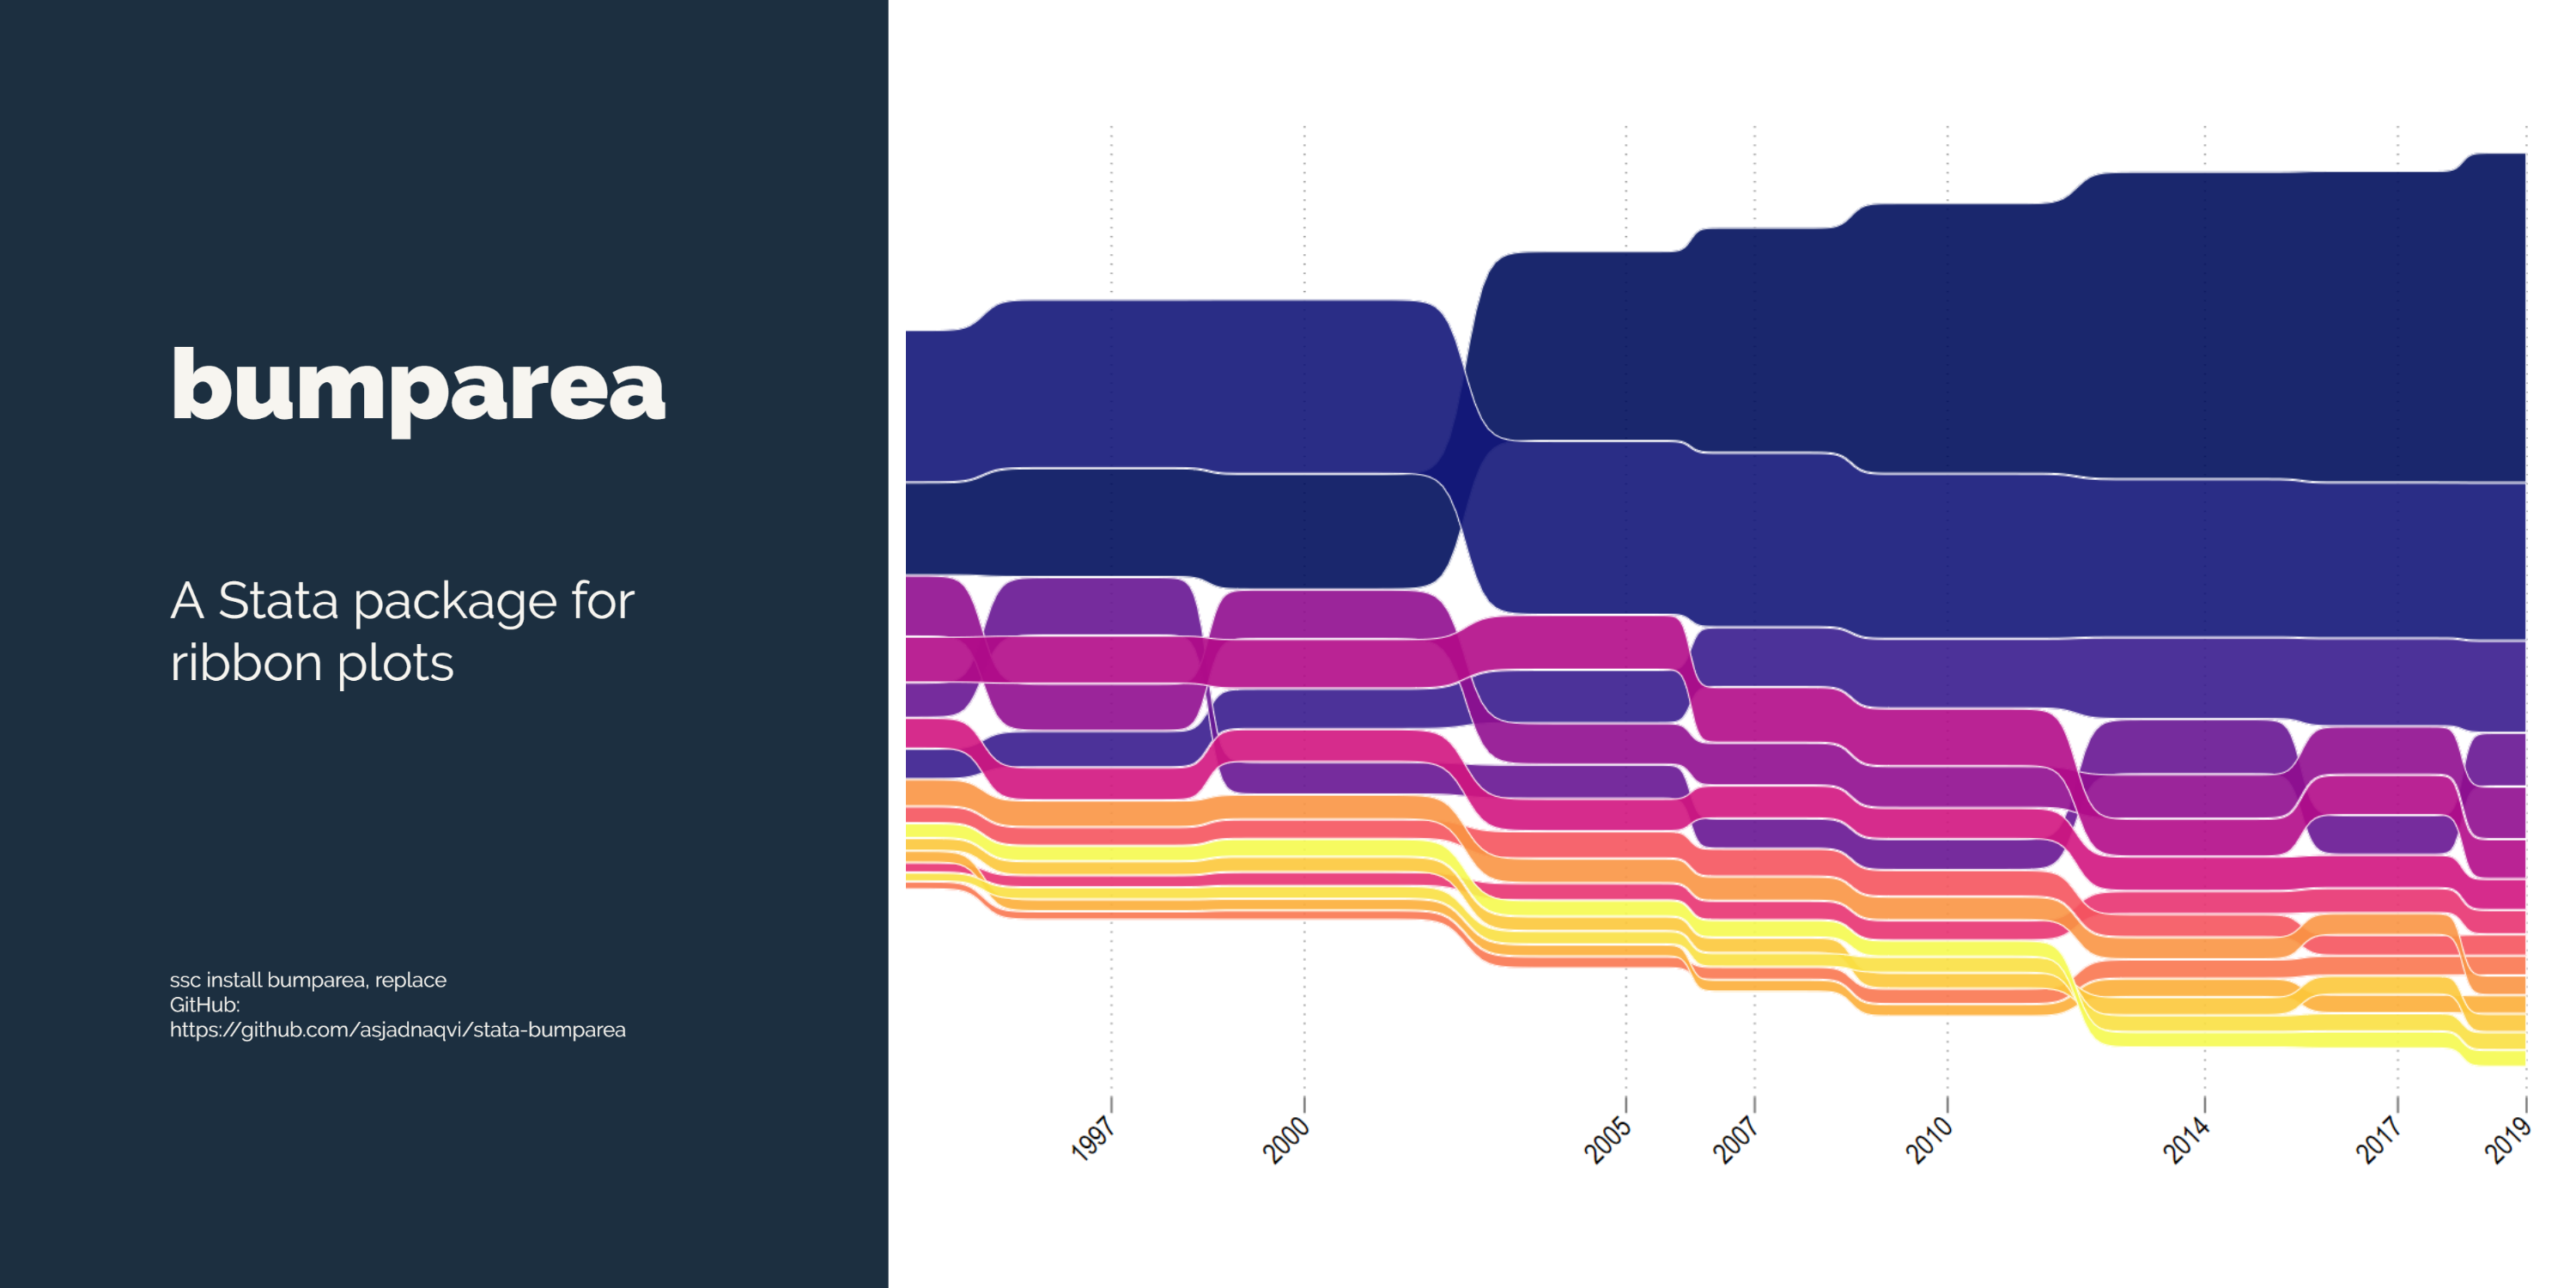 bumparea
A Stata package for
ribbon plots
ssc install bumparea, replace
GitHub:
https://github.com/asjadnaqvi/stata-bumparea
1997
2000
2005
2007
2010
2014
2017
2019